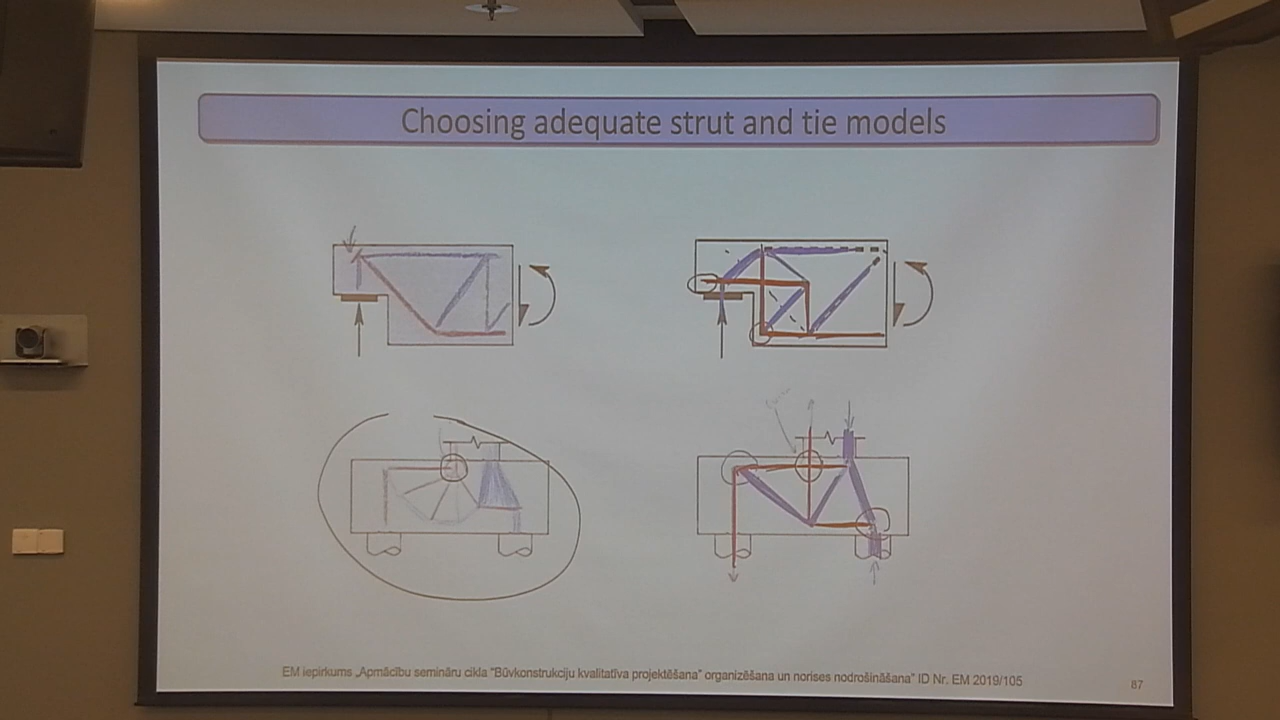 Choosing adequate strut and tie models
EM iepirkums „Apmācību semināru cikla "Būvkonstrukciju kvalitatīva projektēšana" organizēšana un norises nodrošināšana" ID Nr. EM 2019/105
87